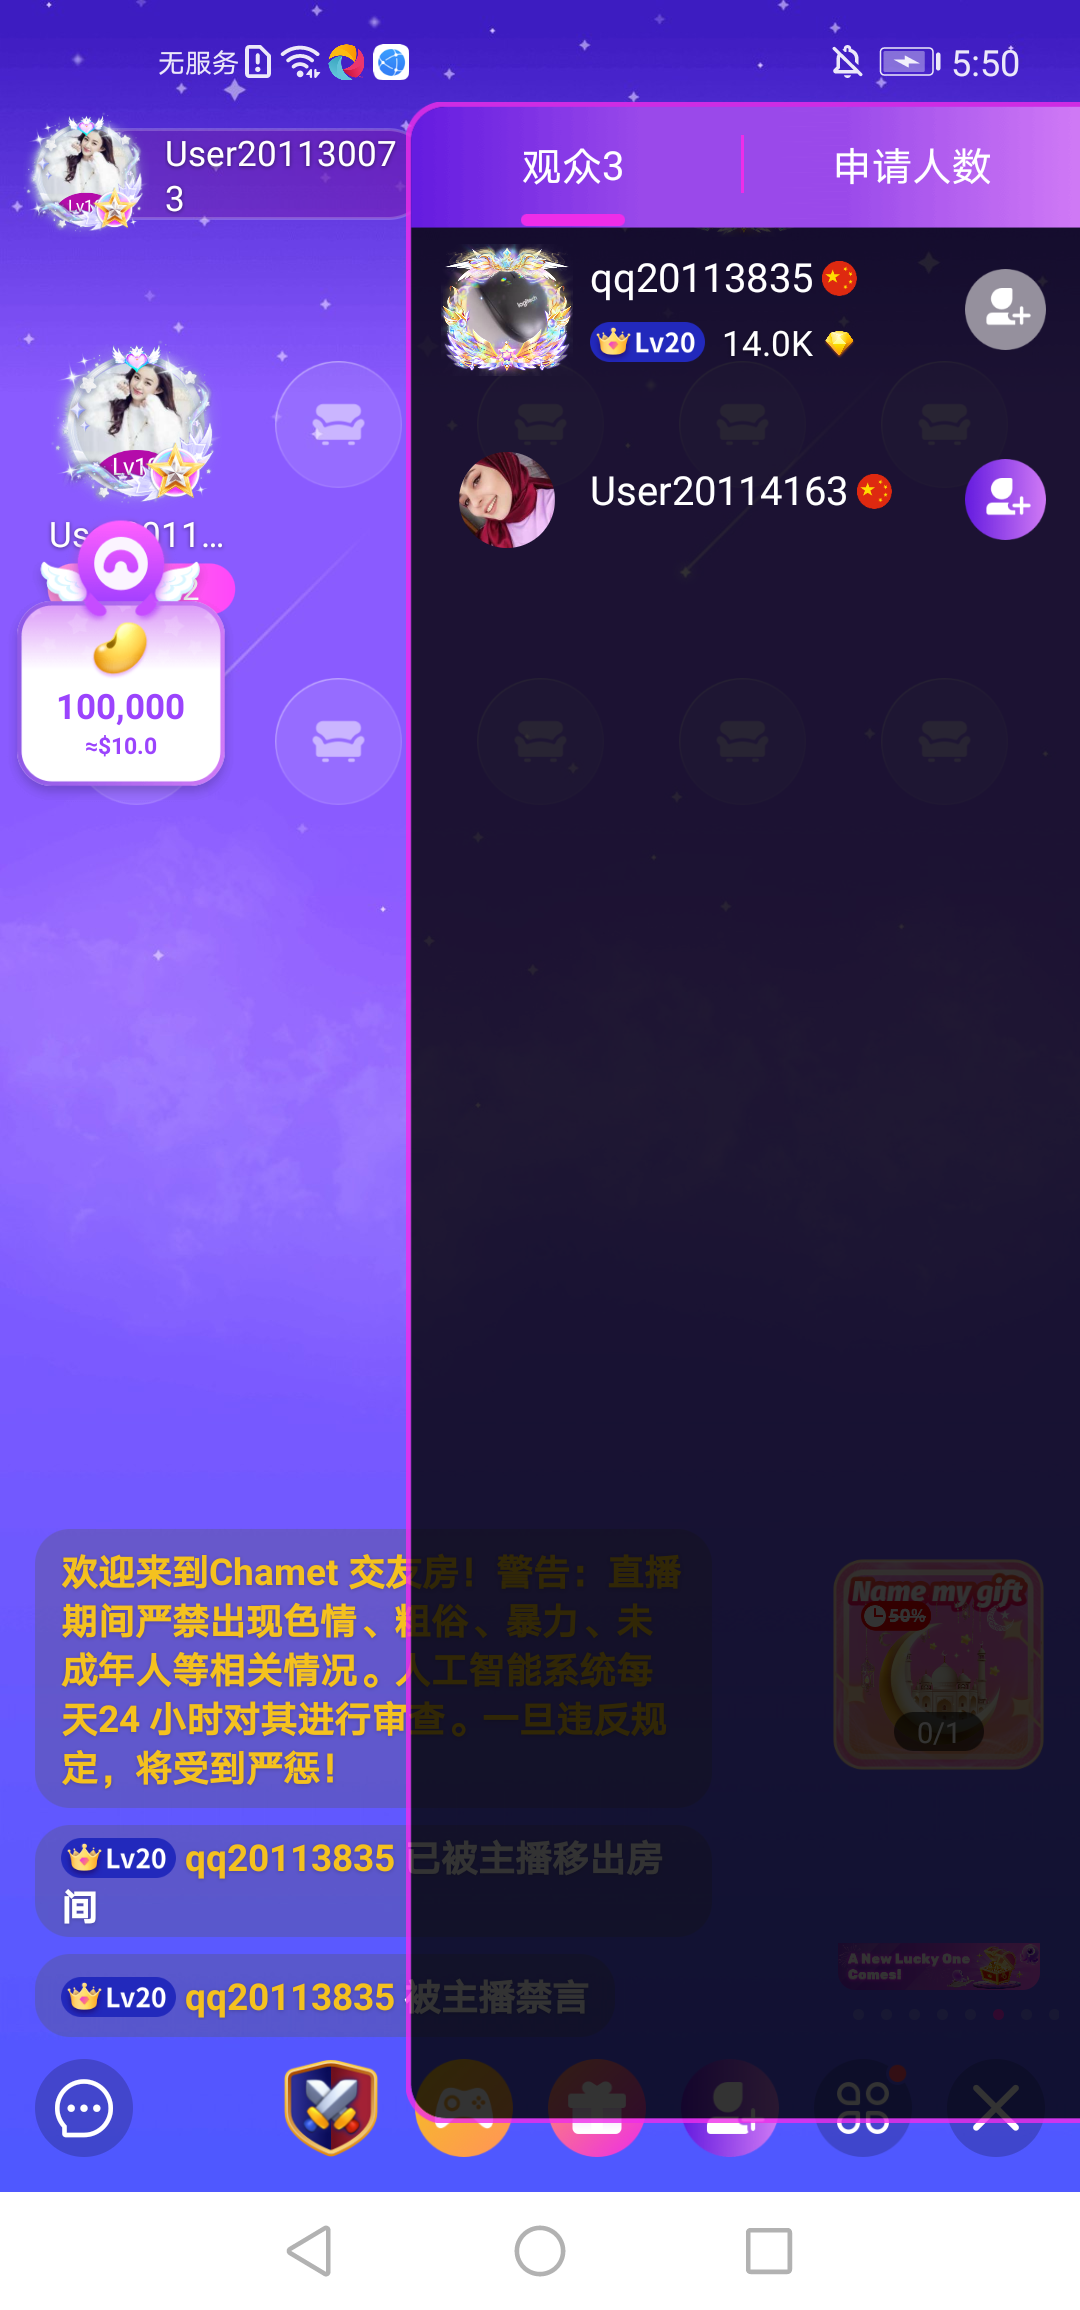 无服务
5:50
User20113007
3
观众3
申请人数
qq20113835
Lv20 14.0K
User20114163
Lv1
100,000
≈$10.0
欢迎来到Chamet 交友房！警告：直播
期间严禁出现色情、粗俗、暴力、未
成年人等相关情况。人工智能系统每
天24 小时对其进行审查。一旦违反规
定，将受到严惩！
Name my gift
50%
0/1
Lv20 qq20113835 已被主播移出房
间
A New Lucky One
Comes!
Lv20 qq20113835 被主播禁言